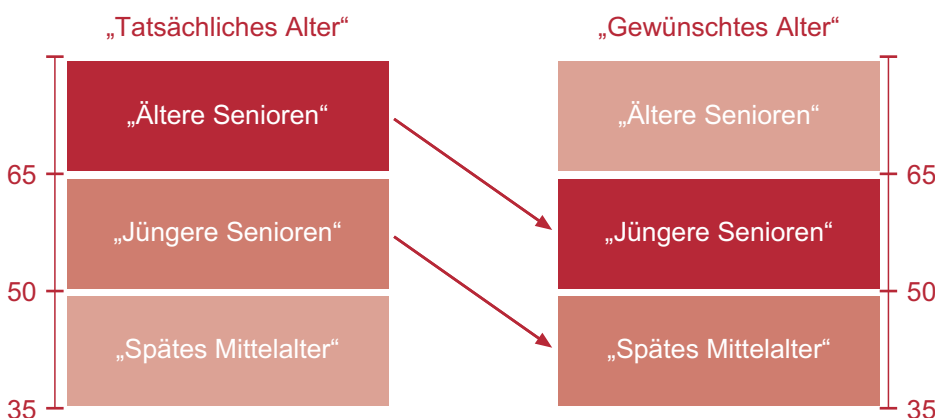 „Tatsächliches Alter“
„Gewünschtes Alter“
„Ältere Senioren“
„Ältere Senioren“
65
65
„Jüngere Senioren“
„Jüngere Senioren“
50
50
„Spätes Mittelalter“
„Spätes Mittelalter“
35
35